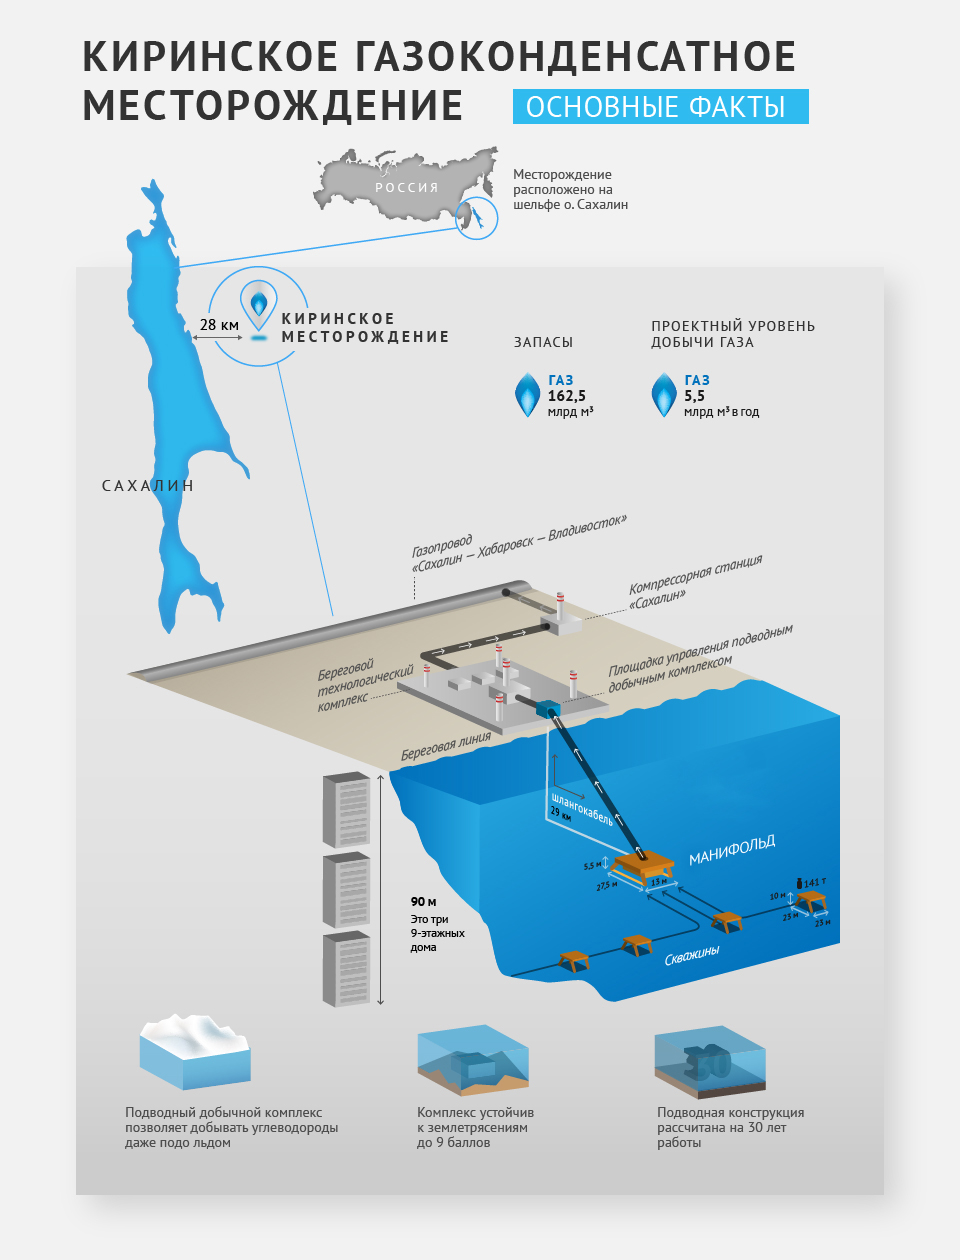 КИРИНСКОЕ ГАЗОКОНДЕНСАТНОЕ
МЕСТОРОЖДЕНИЕ
ОСНОВНЫЕ ФАКТЫ
РОССИЯ
Месторождение
расположено на
шельфе о. Сахалин
28 км
КИРИНСКОЕ
МЕСТОРОЖДЕНИЕ
ЗАПАСЫ
ГАЗ
162,5
млрд м³
ПРОЕКТНЫЙ УРОВЕНЬ
ДОБЫЧИ ГАЗА
ГАЗ
5,5
млрд м³ в год
САХАЛИН
Газопровод
«Сахалин — Хабаровск — Владивосток»
Компрессорная станция
«Сахалин»
Площадка управления подводным
добычным комплексом
Береговой
технологический
комплекс
Береговая линия
шлангокабель
29 км
МАНИФОЛЬД
5,5 м
27,5 м
13 м
141 т
10 м
23 м
23 м
Скважины
90 м
Это три
9-этажных
дома
Подводный добычной комплекс
позволяет добывать углеводороды
даже подо льдом
Комплекс устойчив
к землетрясениям
до 9 баллов
30
Подводная конструкция
рассчитана на 30 лет
работы